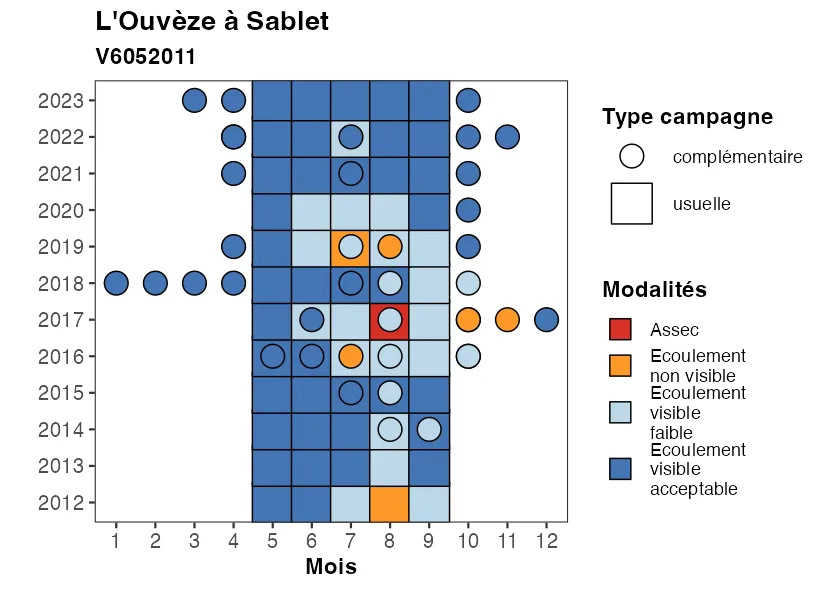 L'Ouvèze à Sablet
V6052011
2023
2022
2021
2020
2019
2018
2017
2016
2015
2014
2013
2012
1 2 3 4 5 6 7 8 9 10 11 12
Mois
Type campagne
complémentaire
usuelle
Modalités
Assec
Ecoulement
non visible
Ecoulement
visible
faible
Ecoulement
visible
acceptable